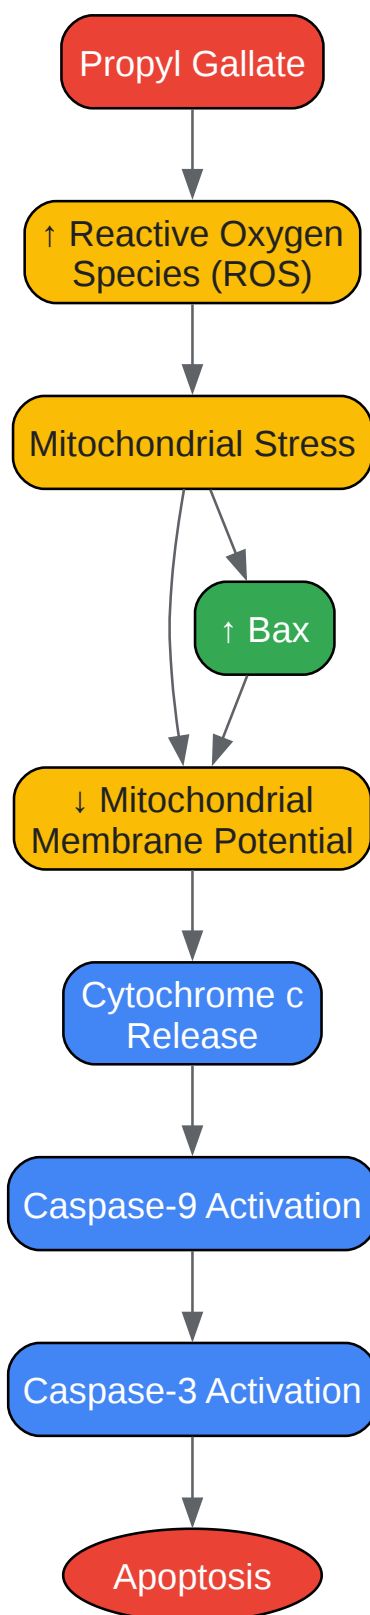 Propyl Gallate
↑ Reactive Oxygen
Species (ROS)
Mitochondrial Stress
↑ Bax
↓ Mitochondrial
Membrane Potential
Cytochrome c
Release
Caspase-9 Activation
Caspase-3 Activation
Apoptosis